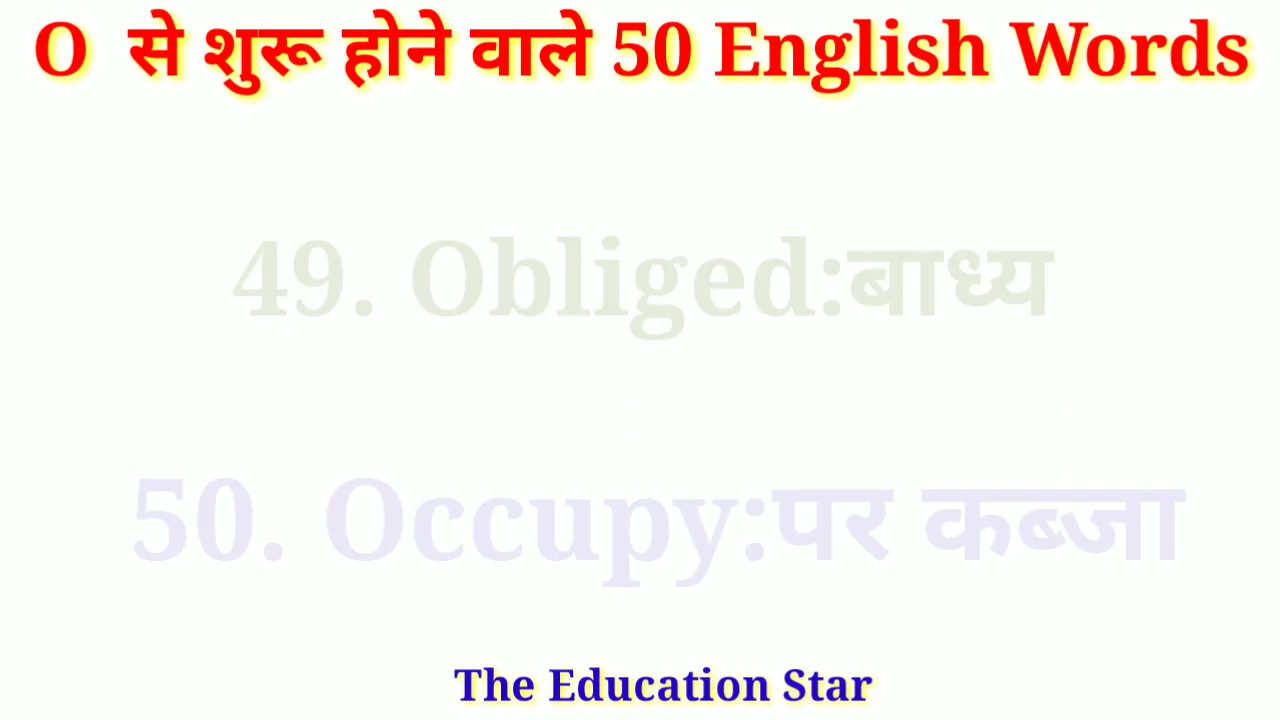 O से शुरू होने वाले 50 English Words
49. Obliged:बाध्य
50. Occupy:पर कब्जा
The Education Star